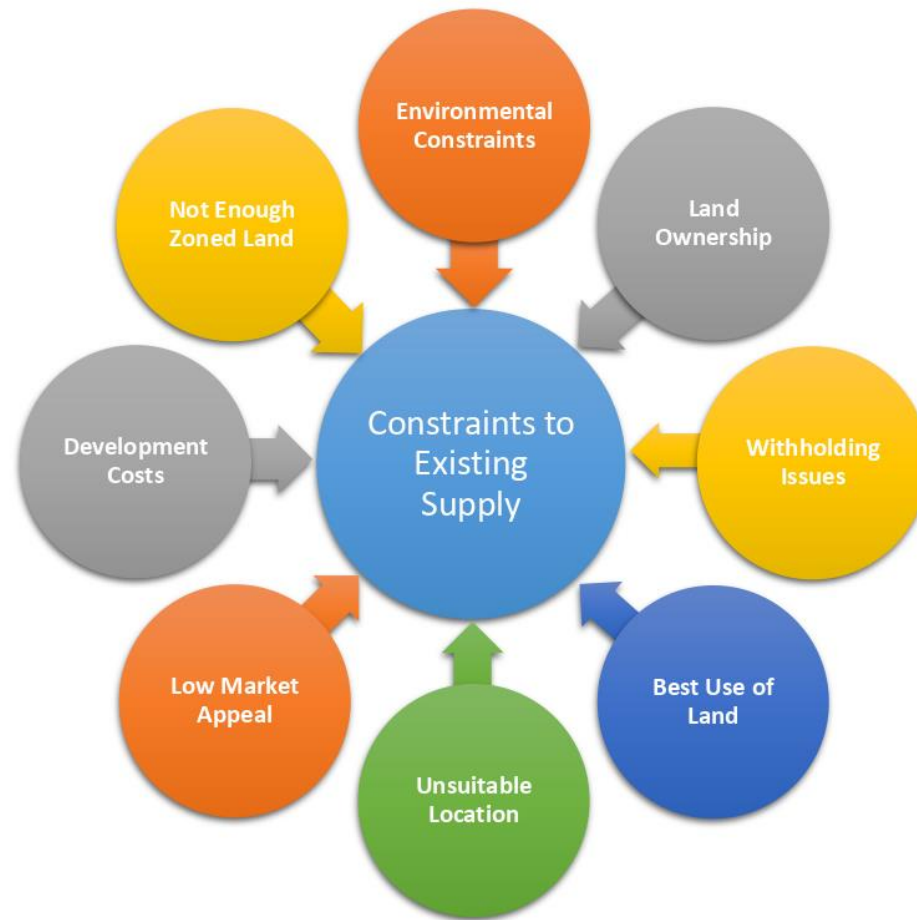 Environmental
Constraints
Land
Ownership
Withholding
Issues
Best Use of
Land
Unsuitable
Location
Low Market
Appeal
Development
Costs
Not Enough
Zoned Land
Constraints to
Existing
Supply